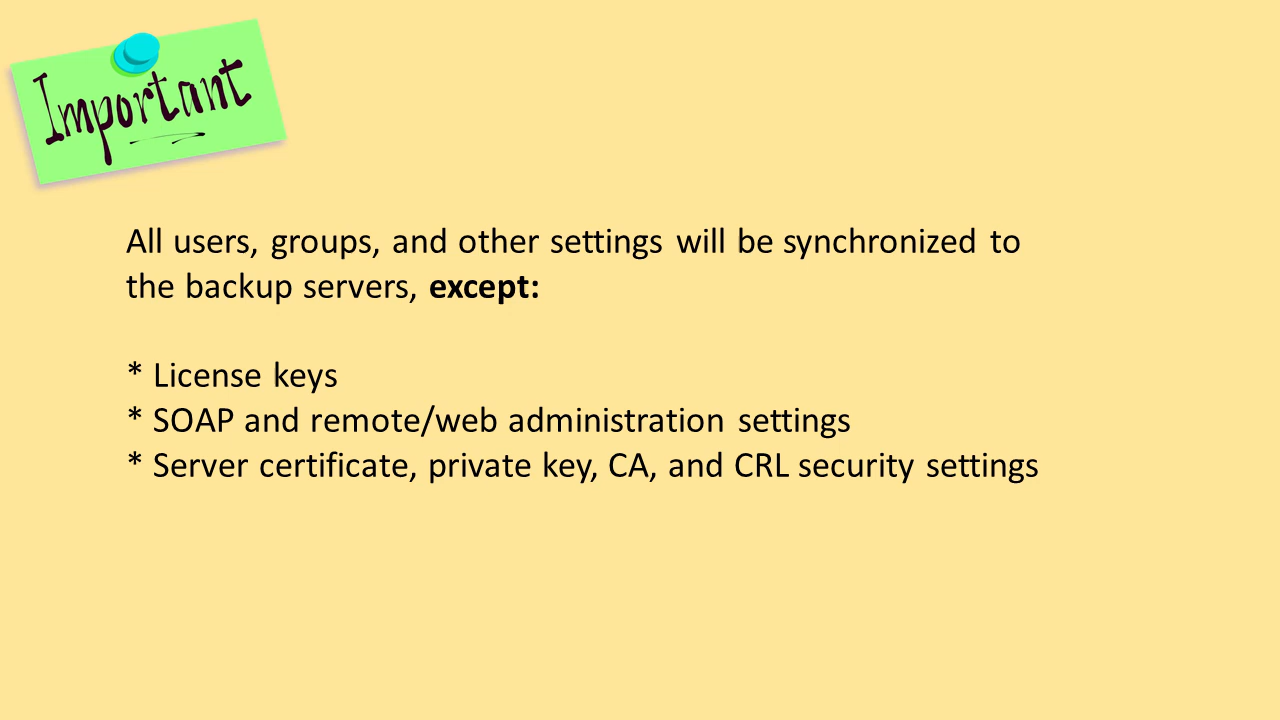 Important
All users, groups, and other settings will be synchronized to
the backup servers, except:
* License keys
* SOAP and remote/web administration settings
* Server certificate, private key, CA, and CRL security settings